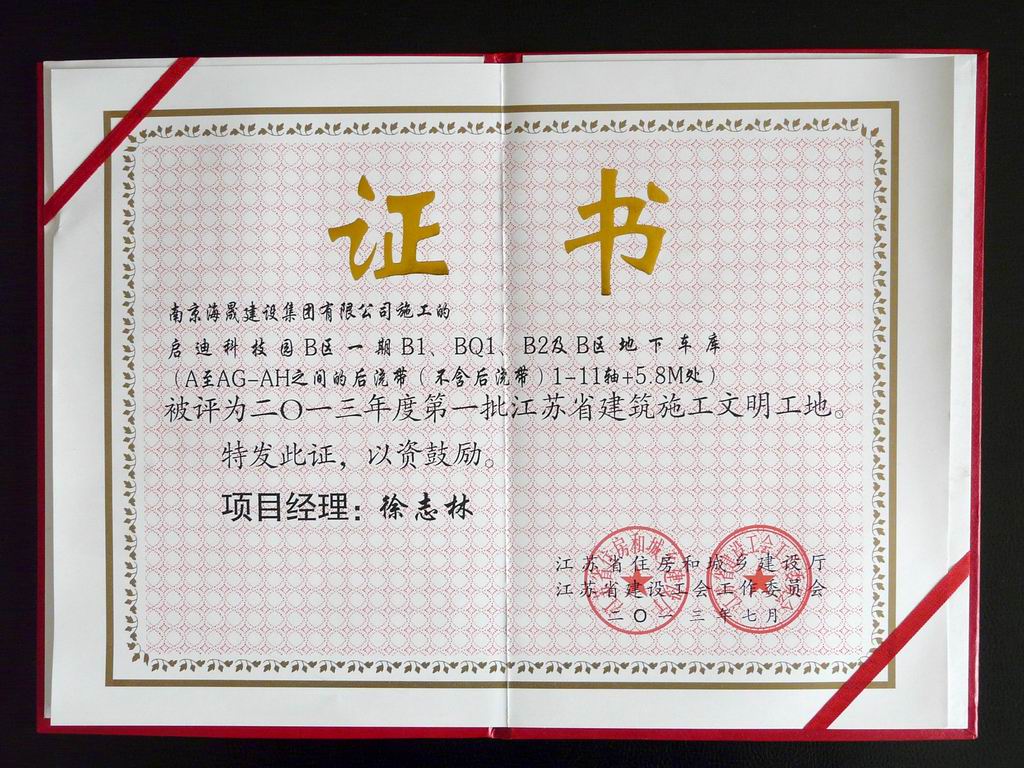 证书
南京海晟建设集团有限公司施工的
启迪科技园B区一期B1、BQ1、B2及B区地下车库
(A至AG-AH之间的后浇带(不含后浇带)1-11轴+5.8M处)
被评为二〇一三年度第一批江苏省建筑施工文明工地。
特发此证，以资鼓励。
项目经理：徐志林
江苏省住房和城乡建设厅
江苏省建设工会工作委员会
二〇一三年七月